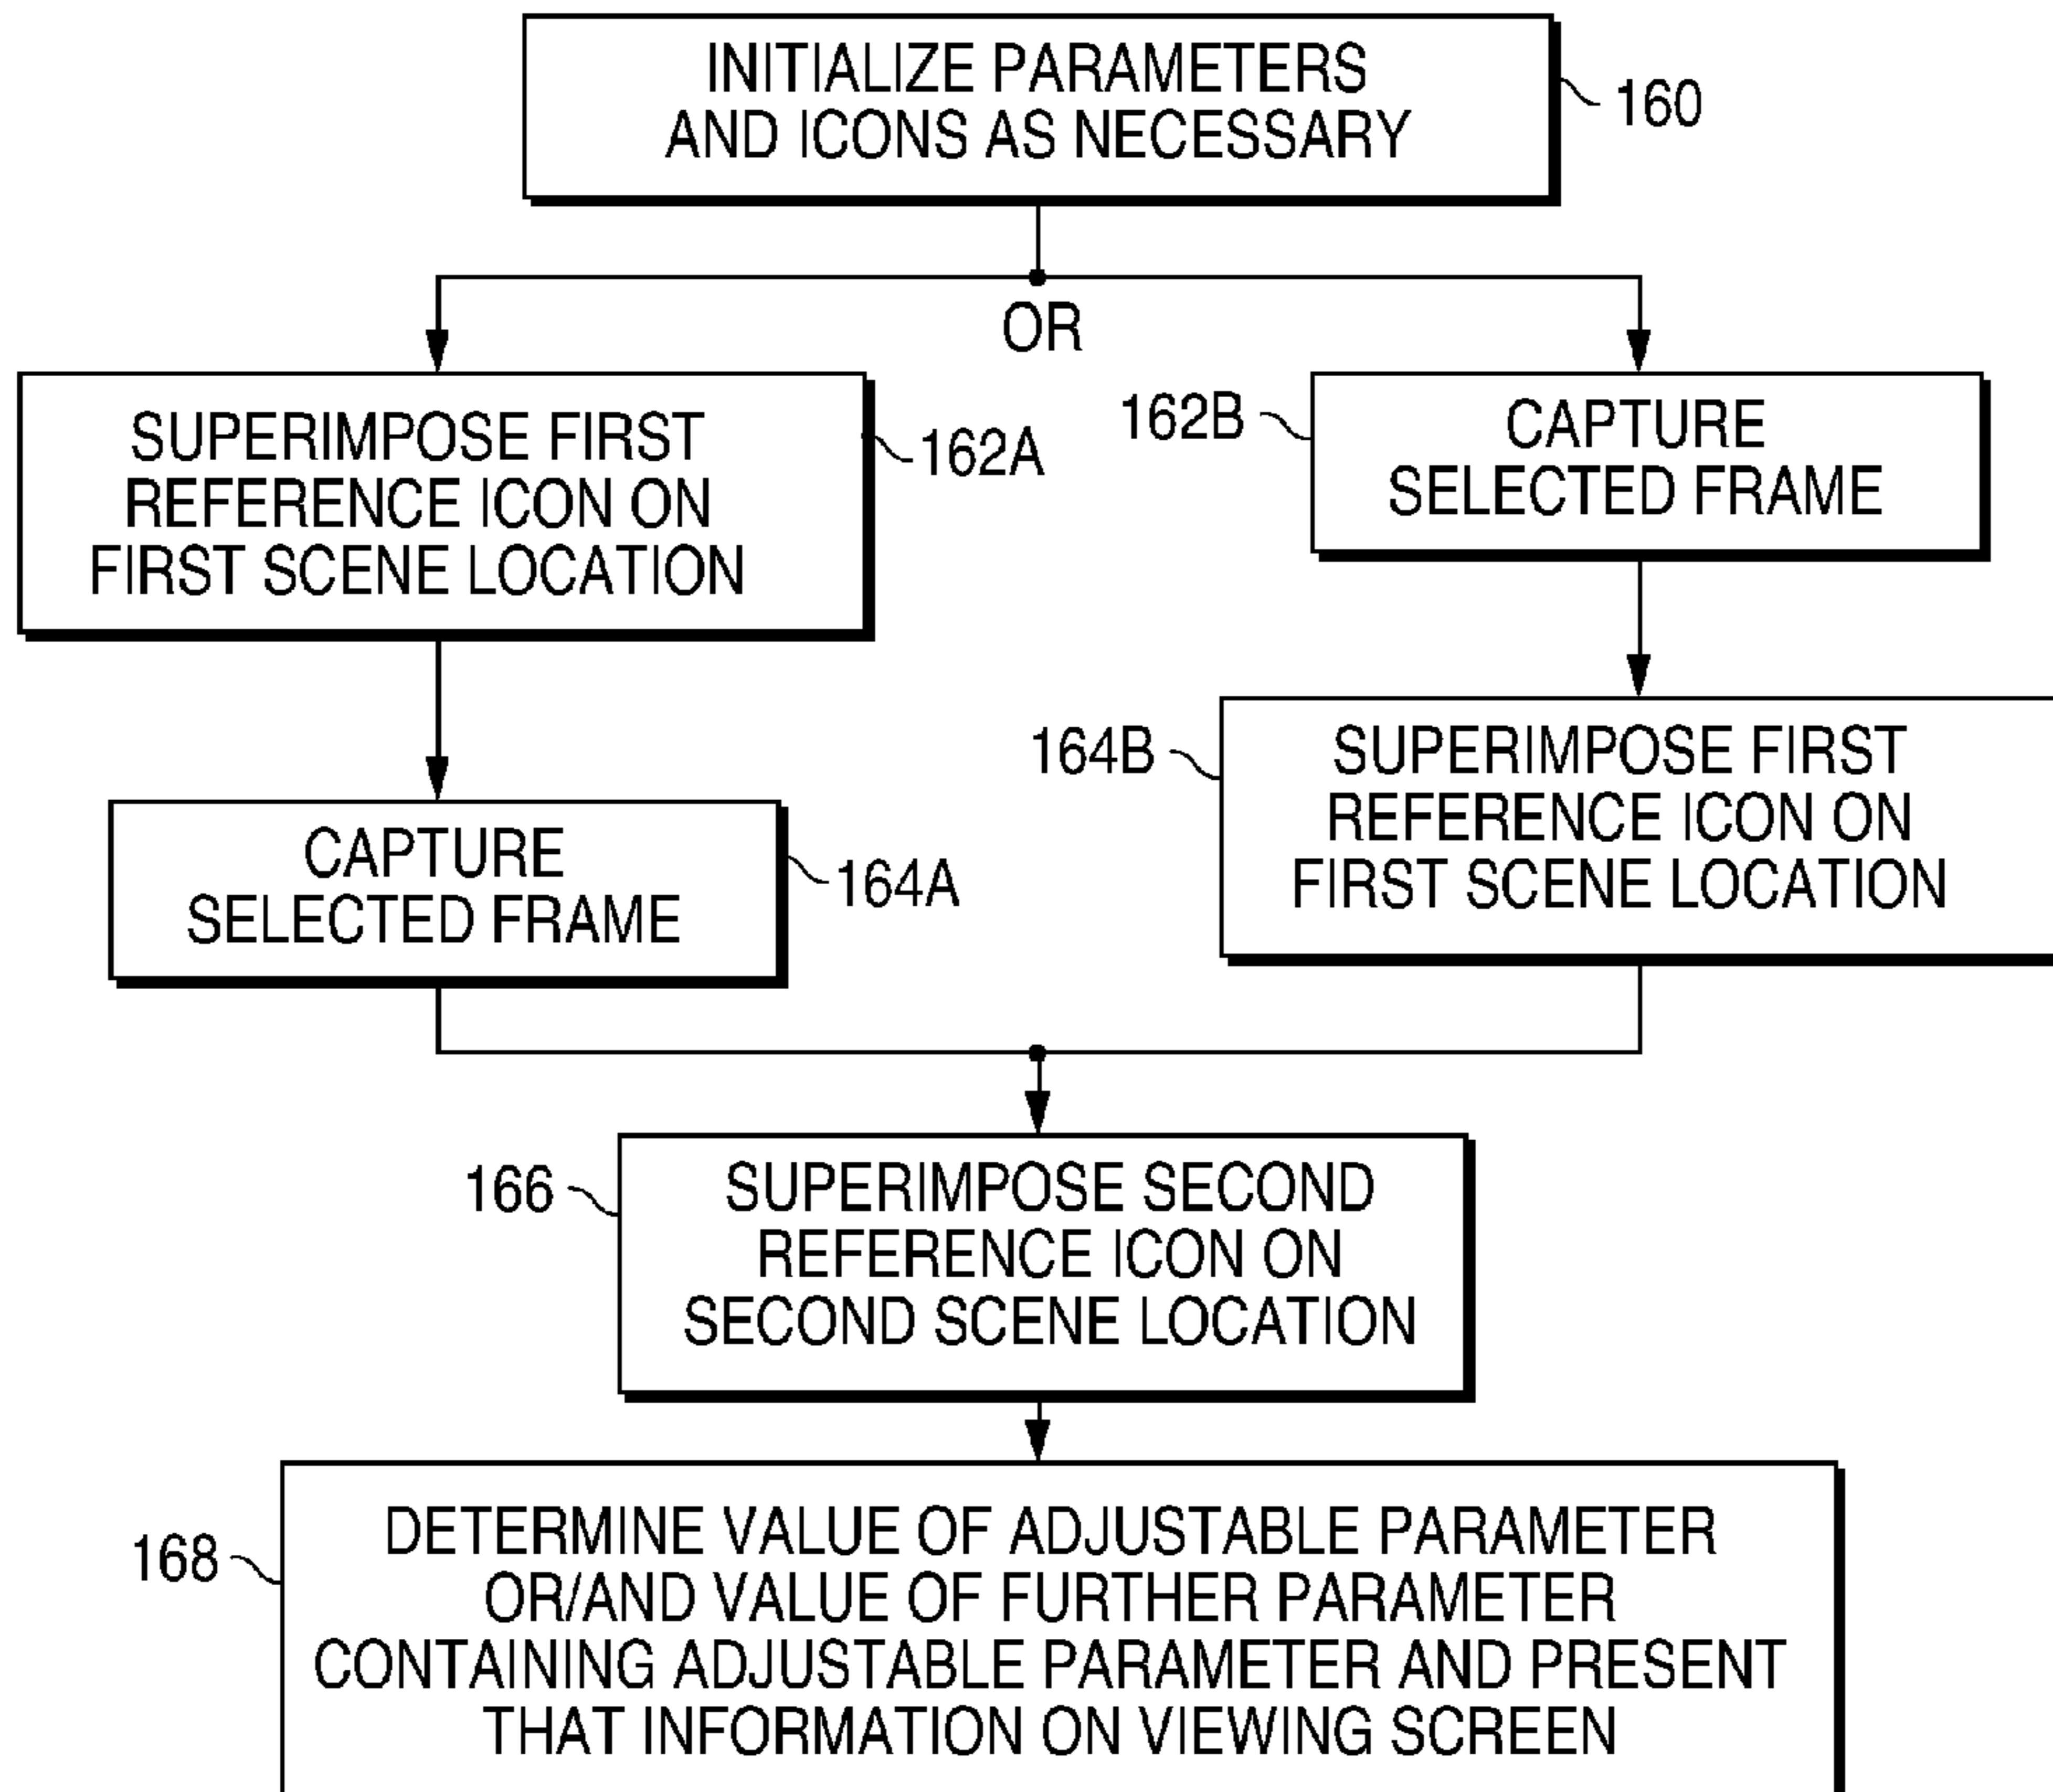 INITIALIZE PARAMETERS
AND ICONS AS NECESSARY
160
OR
SUPERIMPOSE FIRST
REFERENCE ICON ON
FIRST SCENE LOCATION
162A
162B
CAPTURE
SELECTED FRAME
CAPTURE
SELECTED FRAME
164A
164B
SUPERIMPOSE FIRST
REFERENCE ICON ON
FIRST SCENE LOCATION
166
SUPERIMPOSE SECOND
REFERENCE ICON ON
SECOND SCENE LOCATION
168
DETERMINE VALUE OF ADJUSTABLE PARAMETER
OR/AND VALUE OF FURTHER PARAMETER
CONTAINING ADJUSTABLE PARAMETER AND PRESENT
THAT INFORMATION ON VIEWING SCREEN